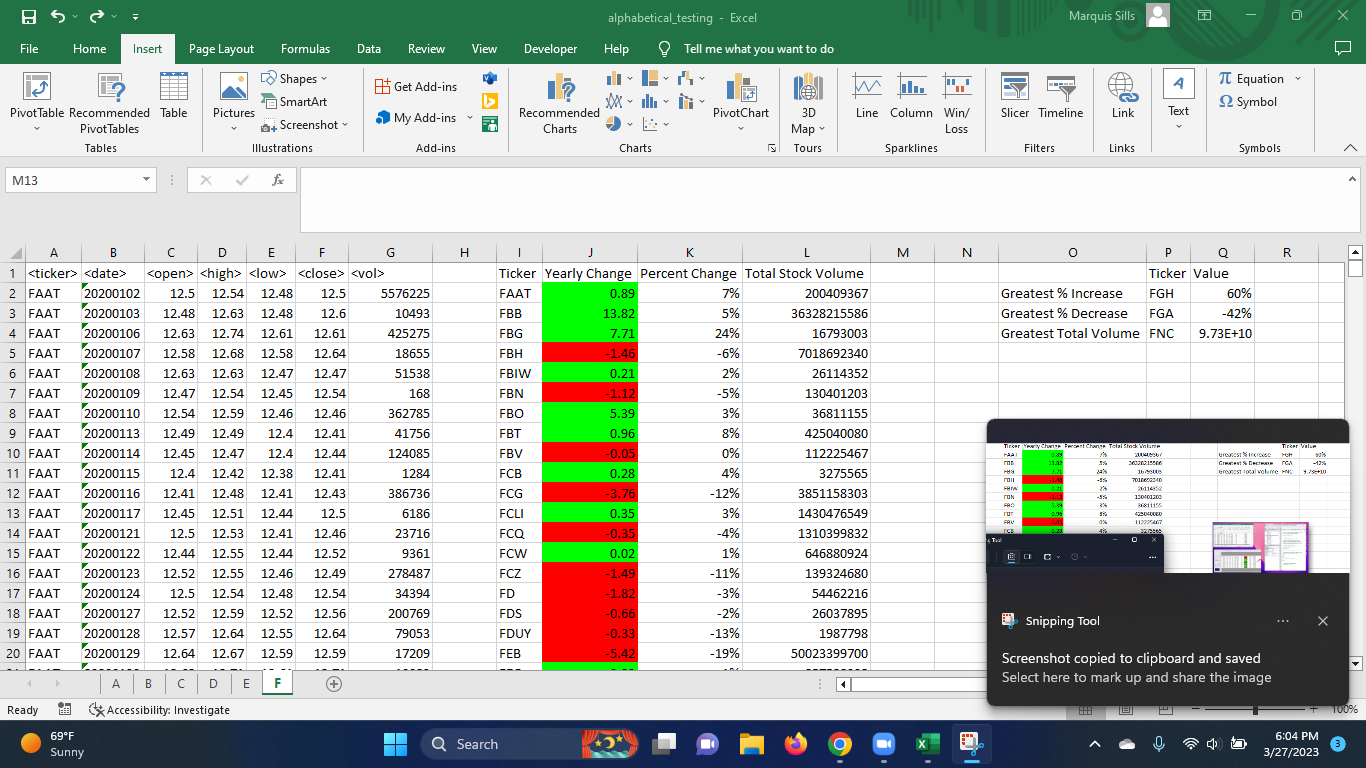 alphabetical_testing - Excel
Marquis Sills
File Home Insert Page Layout Formulas Data Review View Developer Help Tell me what you want to do
PivotTable Recommended PivotTables Table
Tables
Pictures Shapes SmartArt Screenshot
Illustrations
Get Add-ins
My Add-ins
Add-ins
Recommended Charts PivotChart
Charts
3D Map
Tours
Line Column Win/Loss
Sparklines
Slicer Timeline
Filters
Link
Links
Text
Equation
Symbol
Symbols
M13 fx
A B C D E F G H I J K L M N O P Q R
1 <ticker> <date> <open> <high> <low> <close> <vol> Ticker Yearly Change Percent Change Total Stock Volume Ticker Value
2 FAAT 20200102 12.5 12.54 12.48 12.5 5576225 FAAT 0.89 7% 200409367 Greatest % Increase FGH 60%
3 FAAT 20200103 12.48 12.63 12.48 12.6 10493 FBB 13.82 5% 36328215586 Greatest % Decrease FGA -42%
4 FAAT 20200106 12.63 12.74 12.61 12.61 425275 FBG 7.71 24% 16793003 Greatest Total Volume FNC 9.73E+10
5 FAAT 20200107 12.58 12.68 12.58 12.64 18655 FBH -1.46 -6% 7018692340
6 FAAT 20200108 12.63 12.63 12.47 12.47 51538 FBIW 0.21 2% 26114352
7 FAAT 20200109 12.47 12.54 12.45 12.54 168 FBN -1.12 -5% 130401203
8 FAAT 20200110 12.54 12.59 12.46 12.46 362785 FBO 5.39 3% 36811155
9 FAAT 20200113 12.49 12.49 12.4 12.41 41756 FBT 0.96 8% 425040080
10 FAAT 20200114 12.45 12.47 12.4 12.44 124085 FBV -0.05 0% 112225467
11 FAAT 20200115 12.4 12.42 12.38 12.41 1284 FCB 0.28 4% 3275565
12 FAAT 20200116 12.41 12.48 12.41 12.43 386736 FCG -3.76 -12% 3851158303
13 FAAT 20200117 12.45 12.51 12.44 12.5 6186 FCLI 0.35 3% 1430476549
14 FAAT 20200121 12.5 12.53 12.41 12.46 23716 FCQ -0.35 -4% 1310399832
15 FAAT 20200122 12.44 12.55 12.44 12.52 9361 FCW 0.02 1% 646880924
16 FAAT 20200123 12.52 12.55 12.46 12.49 278487 FCZ -1.49 -11% 139324680
17 FAAT 20200124 12.5 12.54 12.48 12.54 34394 FD -1.82 -3% 54462216
18 FAAT 20200127 12.52 12.59 12.52 12.56 200769 FDS -0.66 -2% 26037895
19 FAAT 20200128 12.57 12.64 12.55 12.64 79053 FDUY -0.33 -13% 1987798
20 FAAT 20200129 12.64 12.67 12.59 12.59 17209 FEB -5.42 -19% 50023399700
Snipping Tool
Screenshot copied to clipboard and saved
Select here to mark up and share the image
A B C D E F
Ready Accessibility: Investigate 100%
69°F
Sunny
Search
6:04 PM
3/27/2023
3